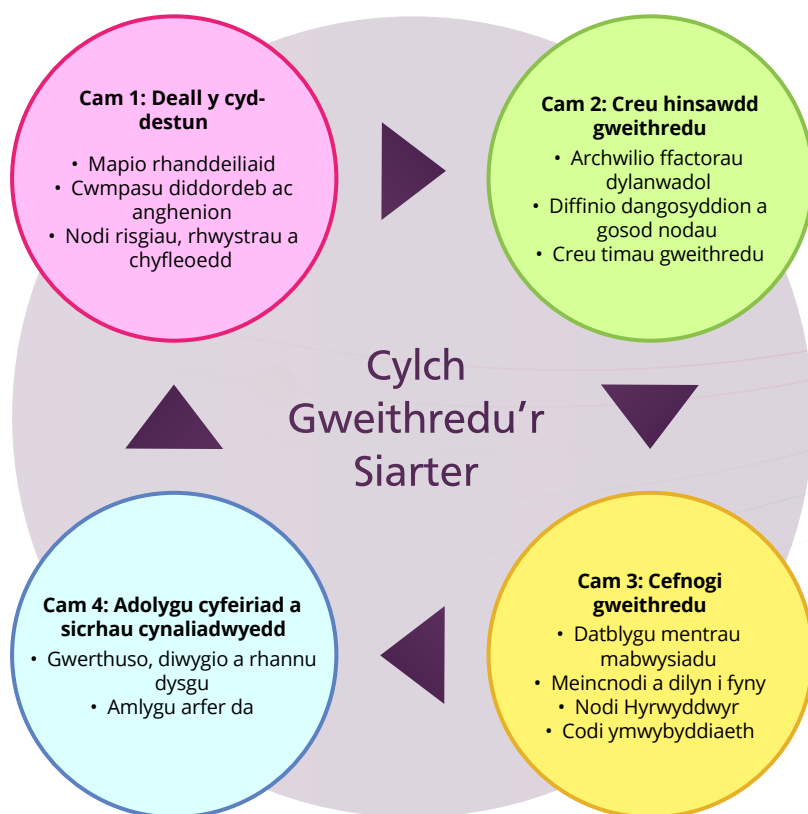 Cam 1: Deall y cyd-
destun
• Mapio rhanddeiliaid
• Cwmpasu diddordeb ac
anghenion
• Nodi risgiau, rhwystrau a
chyfleoedd
Cam 2: Creu hinsawdd
gweithredu
• Archwilio ffactorau
dylanwadol
• Diffinio dangosyddion a
gosod nodau
• Creu timau gweithredu
Cylch
Gweithredu’r
Siarter
Cam 3: Cefnogi
gweithredu
• Datblygu mentrau
mabwysiadu
• Meincnodi a dilyn i fyny
• Nodi Hyrwyddwyr
• Codi ymwybyddiaeth
Cam 4: Adolygu cyfeiriad a
sicrhau cynaliadwyedd
• Gwerthuso, diwygio a rhannu
dysgu
• Amlygu arfer da